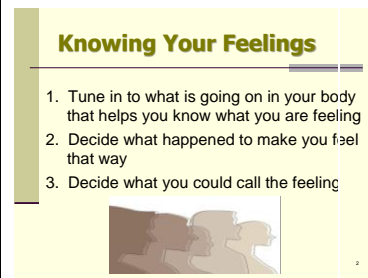 Knowing Your Feelings
1. Tune in to what is going on in your body
that helps you know what you are feeling
2. Decide what happened to make you feel
that way
3. Decide what you could call the feeling
2